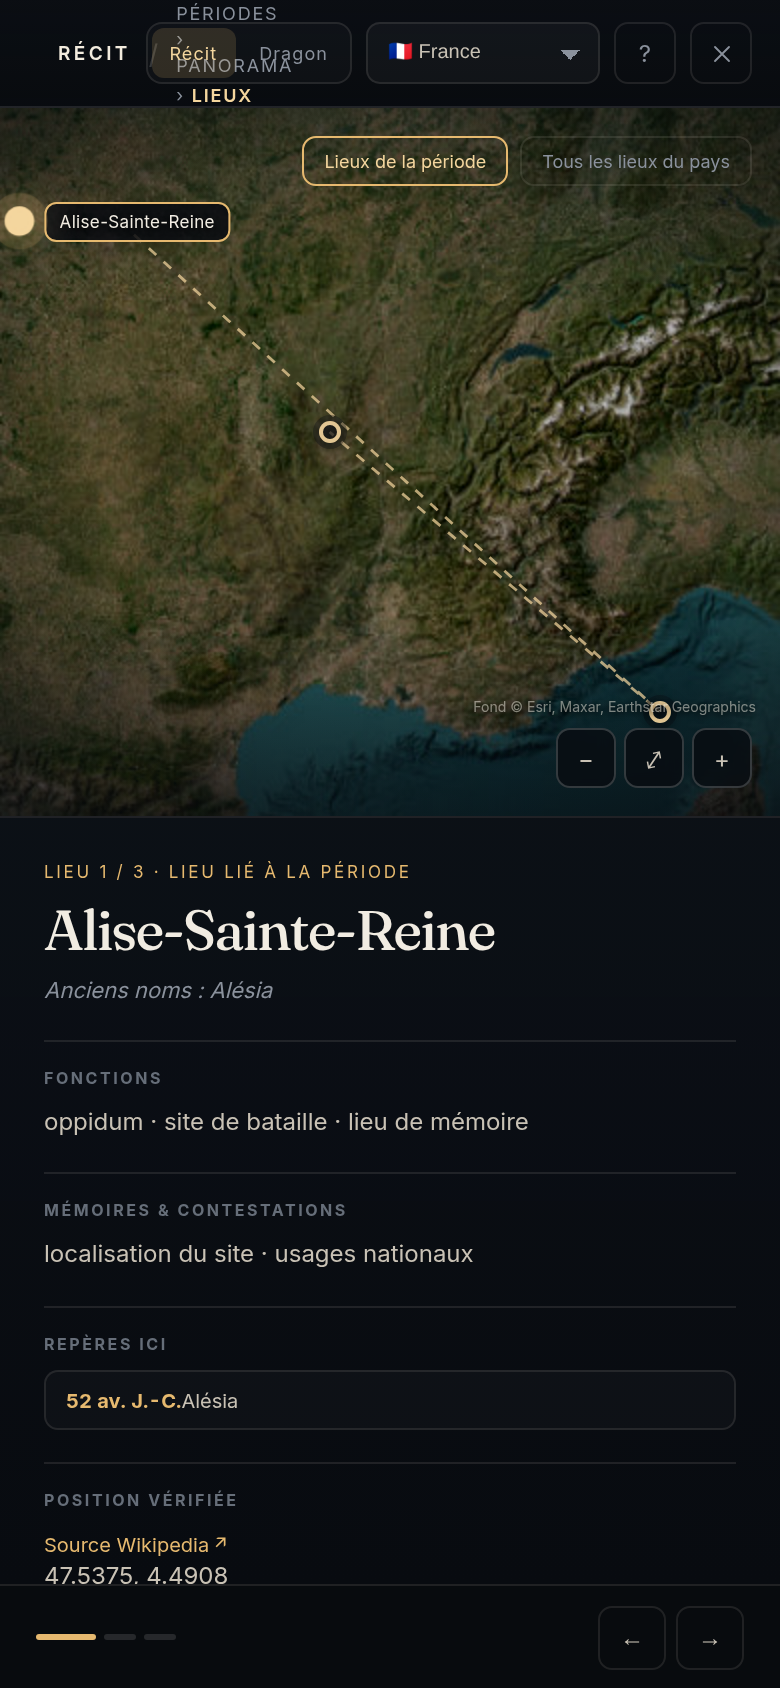 PÉRIODES
›
RÉCIT / Récit Dragon 🇫🇷 France ? ×
PANORAMA
› LIEUX
Lieux de la période Tous les lieux du pays
Alise-Sainte-Reine
Fond © Esri, Maxar, Earthstar Geographics
− ⤢ +
LIEU 1 / 3 · LIEU LIÉ À LA PÉRIODE
Alise-Sainte-Reine
Anciens noms : Alésia
FONCTIONS
oppidum · site de bataille · lieu de mémoire
MÉMOIRES & CONTESTATIONS
localisation du site · usages nationaux
REPÈRES ICI
52 av. J.-C.Alésia
POSITION VÉRIFIÉE
Source Wikipedia ↗
47.5375, 4.4908
← →